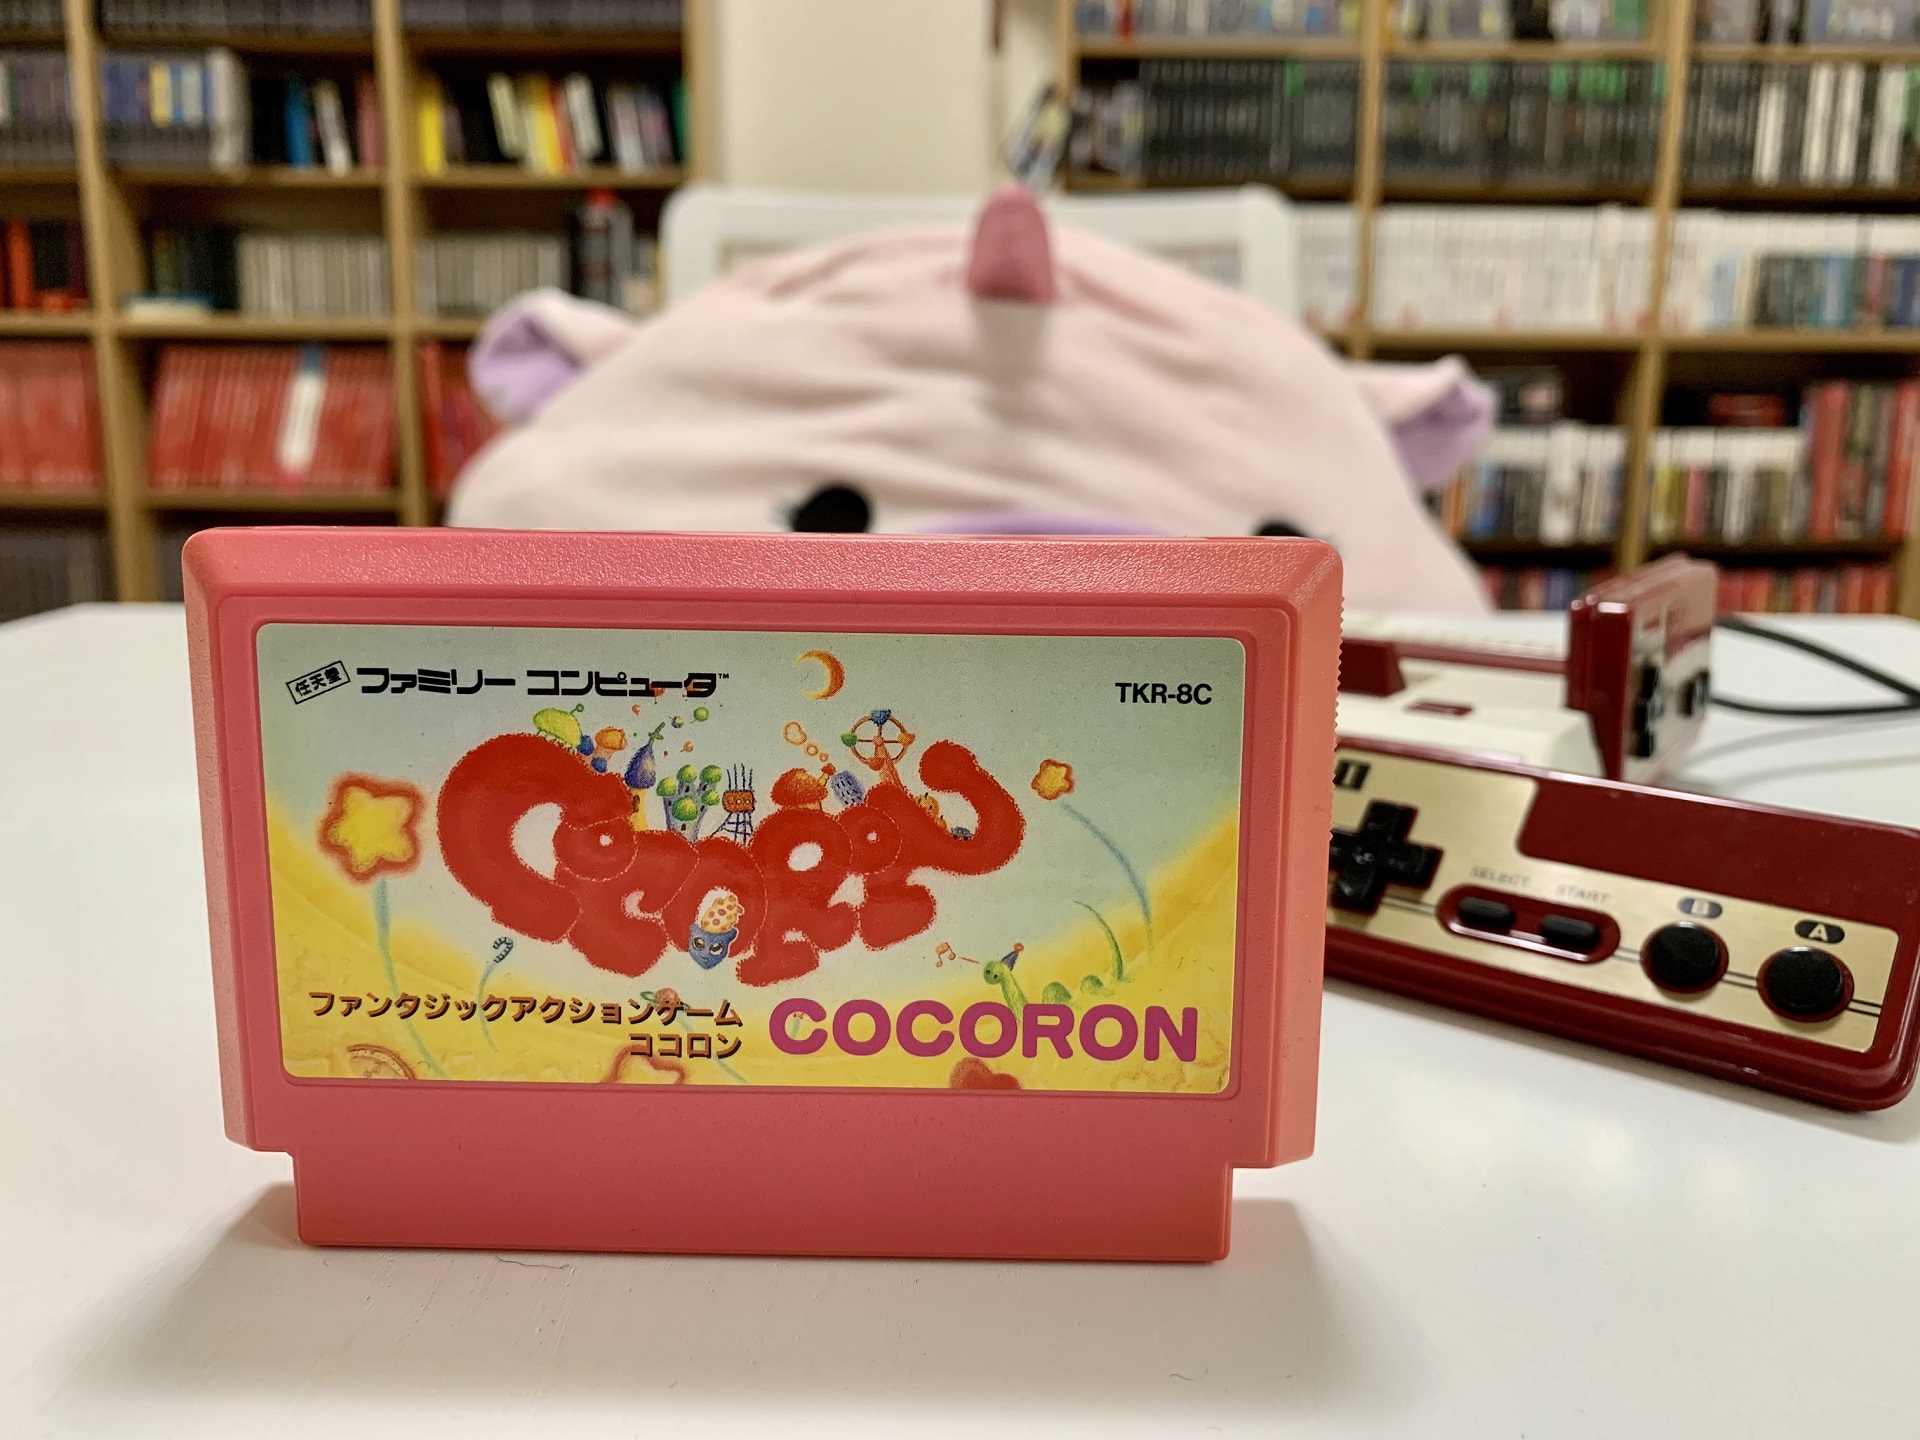 任天堂 ファミリー コンピュータ™
TKR-8C
COCORON
ファンタジックアクションゲーム
ココロン
COCORON
I
SELECT START
B
A